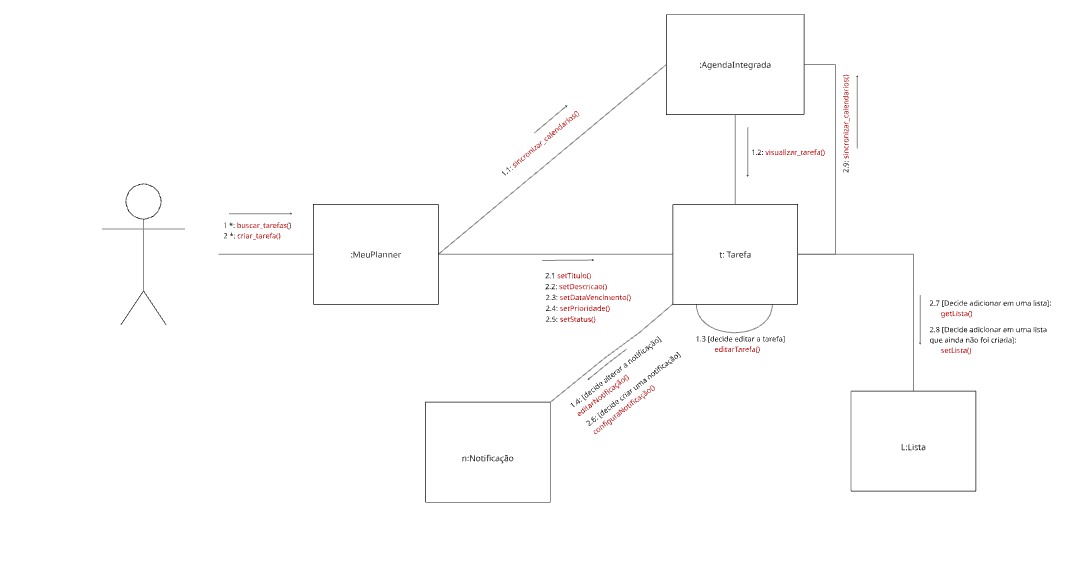 :AgendaIntegrada
1.1: sincronizar_calendarios()
1.2: visualizar_tarefa()
2.9: sincronizar_calendarios()
1 *: buscar_tarefas()
2 *: criar_tarefa()
:MeuPlanner
t: Tarefa
2.1 setTitulo()
2.2: setDescricao()
2.3: setDataVencimento()
2.4: setPrioridade()
2.5: setStatus()
1.3 [decide editar a tarefa]
editarTarefa()
2.7 [Decide adicionar em uma lista]:
getLista()
2.8 [Decide adicionar em uma lista
que ainda não foi criaria]:
setLista()
1.4: [decide alterar a notificação]
editarNotificação()
2.6: [decide criar uma notificação]
configuraNotificação()
n:Notificação
L:Lista